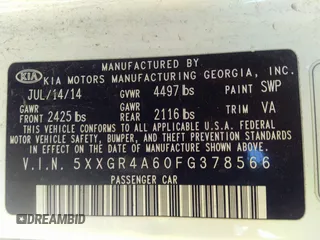 MANUFACTURED BY
KIA KIA MOTORS MANUFACTURING GEORGIA, INC.
JUL/14/14 GVWR 4497 lbs PAINT SWP
GAWR FRONT 2425 lbs GAWR REAR 2116 lbs TRIM VA
THIS VEHICLE CONFORMS TO ALL APPLICABLE FEDERAL
MOTOR VEHICLE SAFETY, BUMPER, AND THEFT PREVENTION STANDARDS
IN EFFECT ON THE DATE OF MANUFACTURE SHOWN ABOVE.
V.I.N. 5XXGR4A60FG378566
PASSENGER CAR
DREAMBID